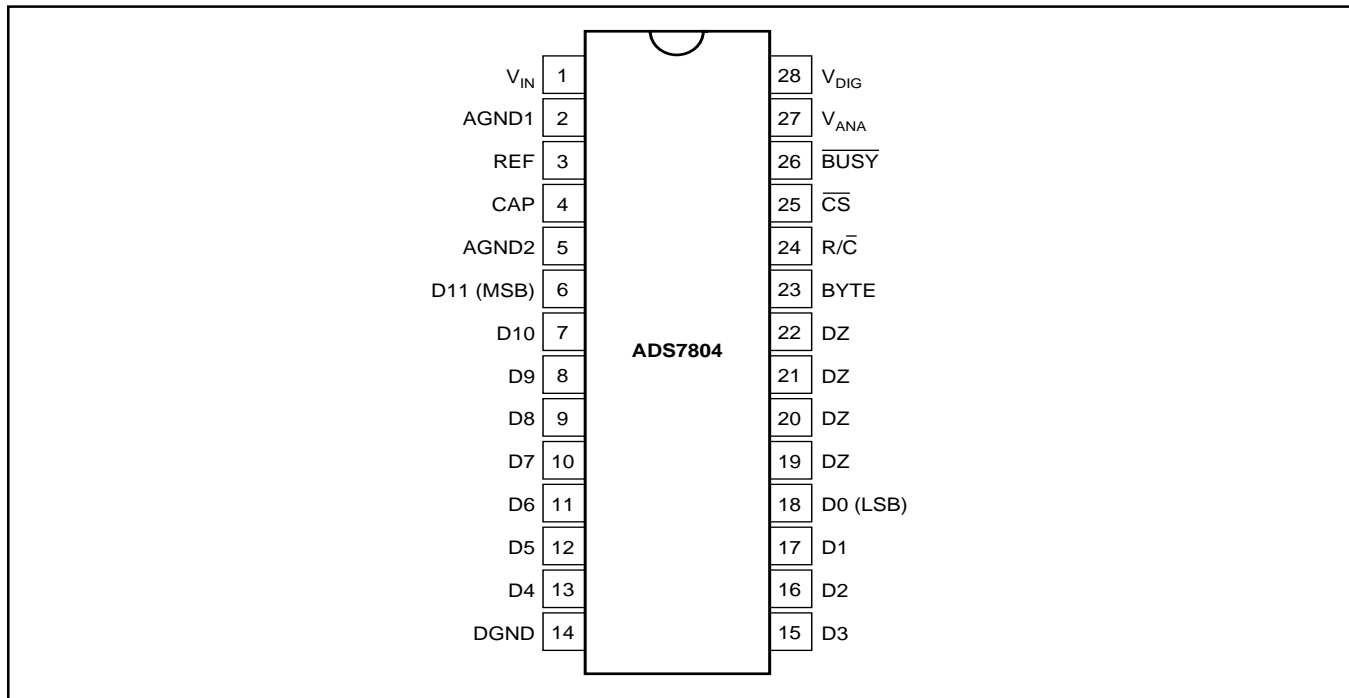 V_IN 1 28 V_DIG
AGND1 2 27 V_ANA
REF 3 26 B̅U̅S̅Y̅
CAP 4 25 C̅S̅
AGND2 5 24 R/C̅
D11 (MSB) 6 23 BYTE
D10 7 22 DZ
ADS7804
D9 8 21 DZ
D8 9 20 DZ
D7 10 19 DZ
D6 11 18 D0 (LSB)
D5 12 17 D1
D4 13 16 D2
DGND 14 15 D3